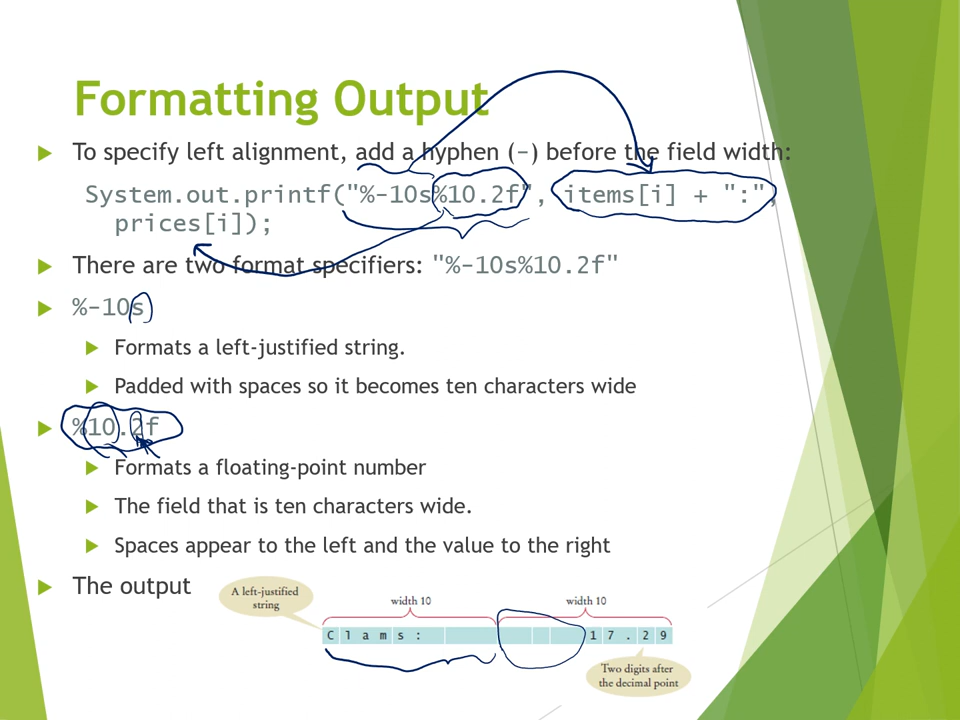 Formatting Output
To specify left alignment, add a hyphen (−) before the field width:
System.out.printf("%-10s%10.2f", items[i] + ":",
prices[i]);
There are two format specifiers: "%-10s%10.2f"
%-10s
Formats a left-justified string.
Padded with spaces so it becomes ten characters wide
%10.2f
Formats a floating-point number
The field that is ten characters wide.
Spaces appear to the left and the value to the right
The output
A left-justified
string
width 10
width 10
C l a m s : 1 7 . 2 9
Two digits after
the decimal point